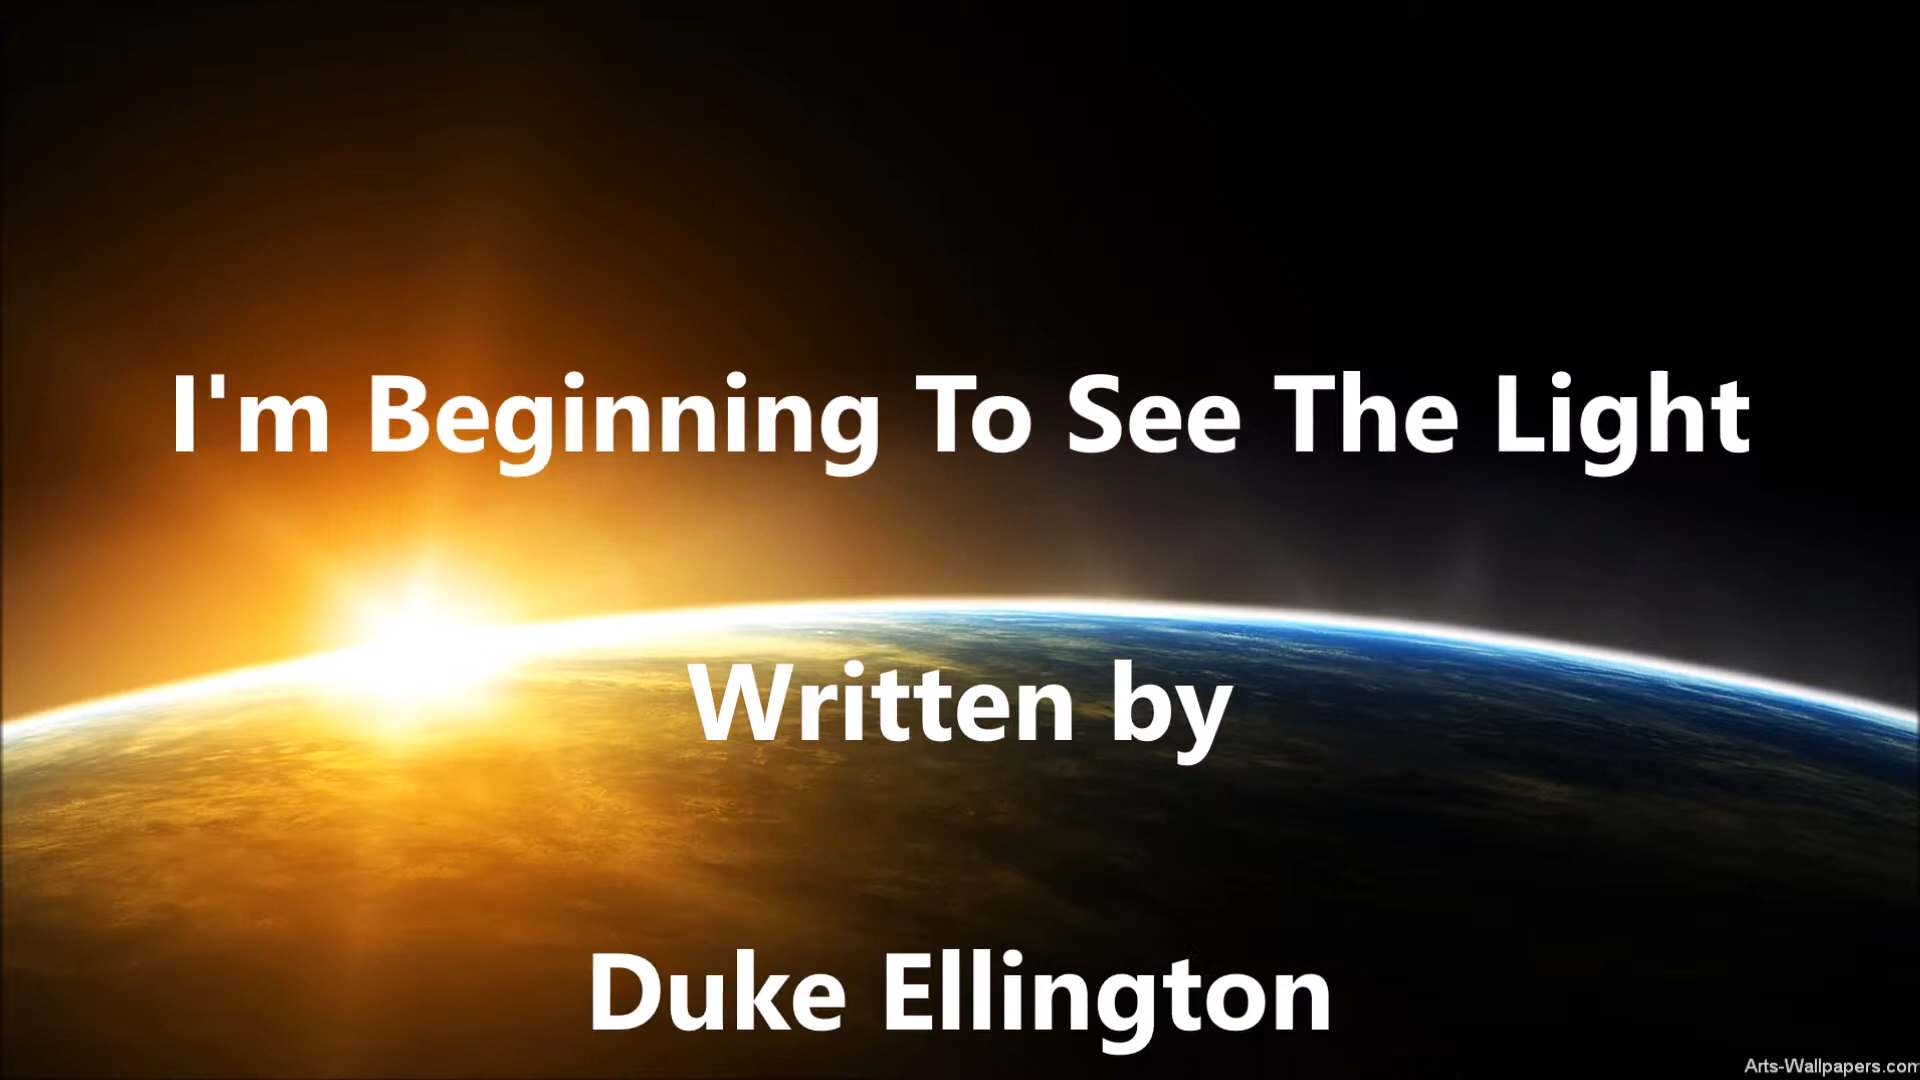 I'm Beginning To See The Light
Written by
Duke Ellington
Arts-Wallpapers.com